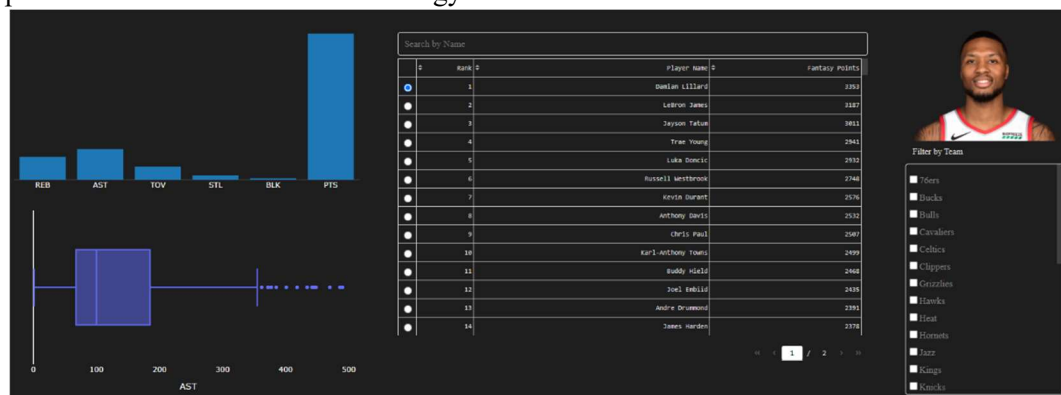 REB AST TOV STL BLK PTS
0 100 200 300 400 500
AST
Search by Name
Rank Player Name Fantasy Points
1 Damian Lillard 3353
2 LeBron James 3187
3 Jayson Tatum 3011
4 Trae Young 2941
5 Luka Doncic 2932
6 Russell Westbrook 2748
7 Kevin Durant 2576
8 Anthony Davis 2532
9 Chris Paul 2507
10 Karl-Anthony Towns 2499
11 Buddy Hield 2468
12 Joel Embiid 2435
13 Andre Drummond 2391
14 James Harden 2378
1 / 2
Filter by Team
76ers
Bucks
Bulls
Cavaliers
Celtics
Clippers
Grizzlies
Hawks
Heat
Hornets
Jazz
Kings
Knicks